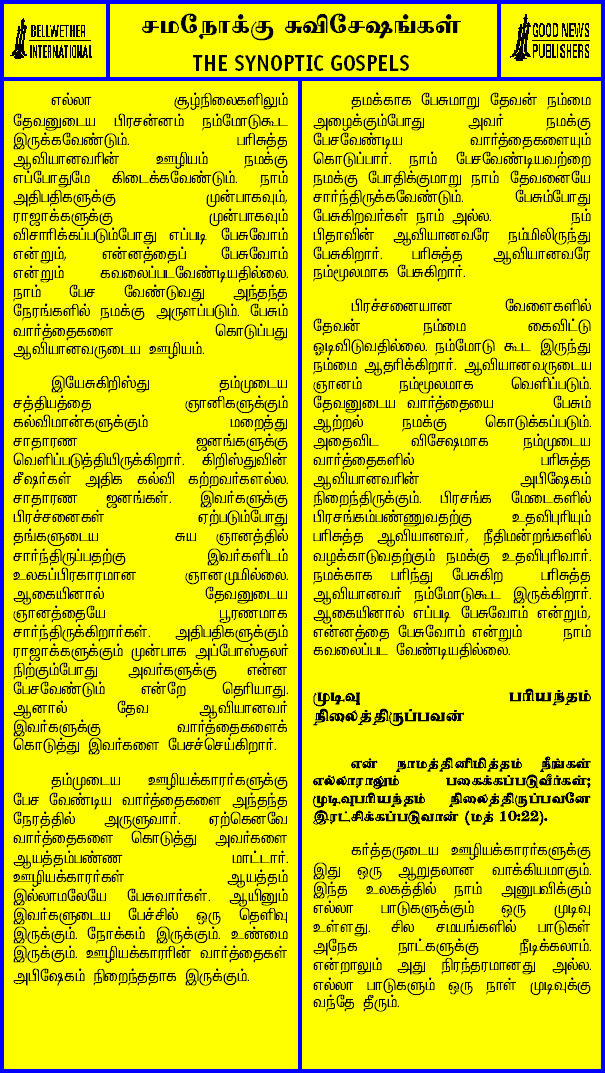 BELLWETHER
INTERNATIONAL
சமநோக்கு சுவிசேஷங்கள்
THE SYNOPTIC GOSPELS
GOOD NEWS
PUBLISHERS
எல்லா சூழ்நிலைகளிலும்
தேவனுடைய பிரசன்னம் நம்மோடுகூட
இருக்கவேண்டும். பரிசுத்த
ஆவியானவரின் ஊழியம் நமக்கு
எப்போதுமே கிடைக்கவேண்டும். நாம்
அதிபதிகளுக்கு முன்பாகவும்,
ராஜாக்களுக்கு முன்பாகவும்
விசாரிக்கப்படும்போது எப்படி பேசுவோம்
என்றும், என்னத்தைப் பேசுவோம்
என்றும் கவலைப்படவேண்டியதில்லை.
நாம் பேச வேண்டுவது அந்தந்த
நேரங்களில் நமக்கு அருளப்படும். பேசும்
வார்த்தைகளை கொடுப்பது
ஆவியானவருடைய ஊழியம்.
இயேசுகிறிஸ்து தம்முடைய
சத்தியத்தை ஞானிகளுக்கும்
கல்விமான்களுக்கும் மறைத்து
சாதாரண ஜனங்களுக்கு
வெளிப்படுத்தியிருக்கிறார். கிறிஸ்துவின்
சீஷர்கள் அதிக கல்வி கற்றவர்களல்ல.
சாதாரண ஜனங்கள். இவர்களுக்கு
பிரச்சனைகள் ஏற்படும்போது
தங்களுடைய சுய ஞானத்தில்
சார்ந்திருப்பதற்கு இவர்களிடம்
உலகப்பிரகாரமான ஞானமுமில்லை.
ஆகையினால் தேவனுடைய
ஞானத்தையே பூரணமாக
சார்ந்திருக்கிறார்கள். அதிபதிகளுக்கும்
ராஜாக்களுக்கும் முன்பாக அப்போஸ்தலர்
நிற்கும்போது அவர்களுக்கு என்ன
பேசவேண்டும் என்றே தெரியாது.
ஆனால் தேவ ஆவியானவர்
இவர்களுக்கு வார்த்தைகளைக்
கொடுத்து இவர்களை பேசச்செய்கிறார்.
தம்முடைய ஊழியக்காரர்களுக்கு
பேச வேண்டிய வார்த்தைகளை அந்தந்த
நேரத்தில் அருளுவார். ஏற்கெனவே
வார்த்தைகளை கொடுத்து அவர்களை
ஆயத்தம்பண்ண மாட்டார்.
ஊழியக்காரர்கள் ஆயத்தம்
இல்லாமலேயே பேசுவார்கள். ஆயினும்
இவர்களுடைய பேச்சில் ஒரு தெளிவு
இருக்கும். நோக்கம் இருக்கும். உண்மை
இருக்கும். ஊழியக்காரரின் வார்த்தைகள்
அபிஷேகம் நிறைந்ததாக இருக்கும்.
தமக்காக பேசுமாறு தேவன் நம்மை
அழைக்கும்போது அவர் நமக்கு
பேசவேண்டிய வார்த்தைகளையும்
கொடுப்பார். நாம் பேசவேண்டியவற்றை
நமக்கு போதிக்குமாறு நாம் தேவனையே
சார்ந்திருக்கவேண்டும். பேசும்போது
பேசுகிறவர்கள் நாம் அல்ல. நம்
பிதாவின் ஆவியானவரே நம்மிலிருந்து
பேசுகிறார். பரிசுத்த ஆவியானவரே
நம்மூலமாக பேசுகிறார்.
பிரச்சனையான வேளைகளில்
தேவன் நம்மை கைவிட்டு
ஓடிவிடுவதில்லை. நம்மோடு கூட இருந்து
நம்மை ஆதரிக்கிறார். ஆவியானவருடைய
ஞானம் நம்மூலமாக வெளிப்படும்.
தேவனுடைய வார்த்தையை பேசும்
ஆற்றல் நமக்கு கொடுக்கப்படும்.
அதைவிட விசேஷமாக நம்முடைய
வார்த்தைகளில் பரிசுத்த
ஆவியானவரின் அபிஷேகம்
நிறைந்திருக்கும். பிரசங்க மேடைகளில்
பிரசங்கம்பண்ணுவதற்கு உதவிபுரியும்
பரிசுத்த ஆவியானவர், நீதிமன்றங்களில்
வழக்காடுவதற்கும் நமக்கு உதவிபுரிவார்.
நமக்காக பரிந்து பேசுகிற பரிசுத்த
ஆவியானவர் நம்மோடுகூட இருக்கிறார்.
ஆகையினால் எப்படி பேசுவோம் என்றும்,
என்னத்தை பேசுவோம் என்றும் நாம்
கவலைப்பட வேண்டியதில்லை.
முடிவு பரியந்தம்
நிலைத்திருப்பவன்
என் நாமத்தினிமித்தம் நீங்கள்
எல்லாராலும் பகைக்கப்படுவீர்கள்;
முடிவுபரியந்தம் நிலைத்திருப்பவனே
இரட்சிக்கப்படுவான் (மத் 10:22).
கர்த்தருடைய ஊழியக்காரர்களுக்கு
இது ஒரு ஆறுதலான வாக்கியமாகும்.
இந்த உலகத்தில் நாம் அனுபவிக்கும்
எல்லா பாடுகளுக்கும் ஒரு முடிவு
உள்ளது. சில சமயங்களில் பாடுகள்
அநேக நாட்களுக்கு நீடிக்கலாம்.
என்றாலும் அது நிரந்தரமானது அல்ல.
எல்லா பாடுகளும் ஒரு நாள் முடிவுக்கு
வந்தே தீரும்.